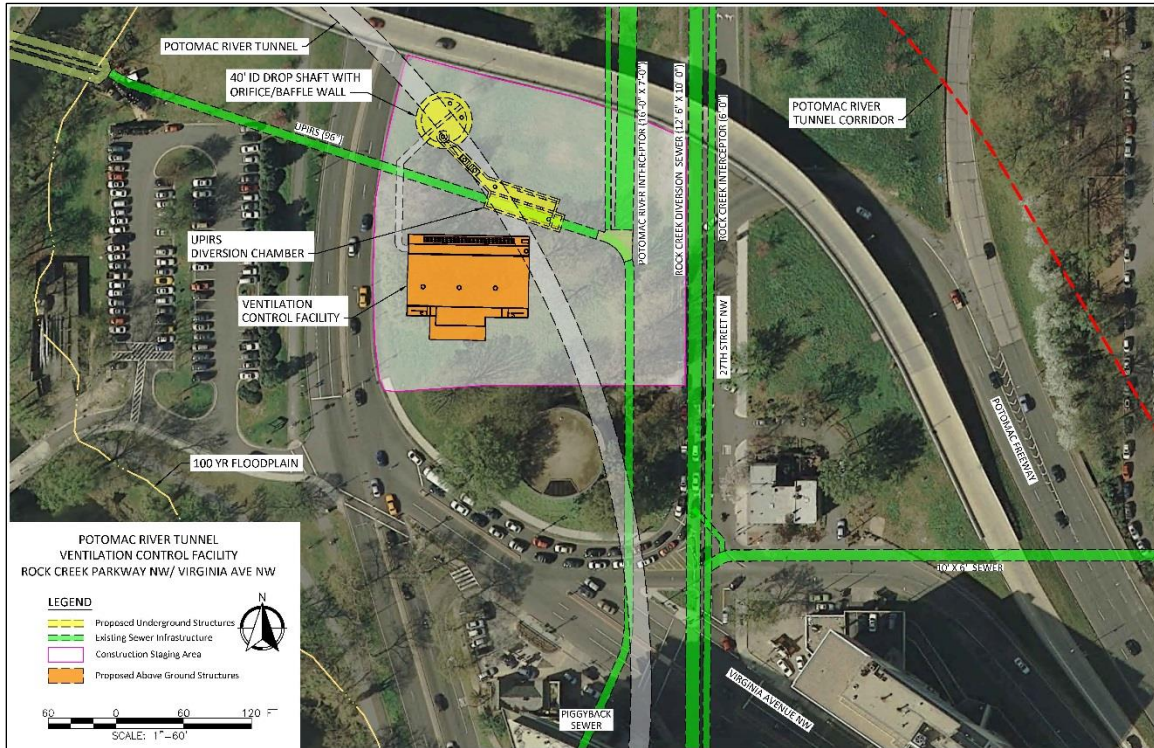 POTOMAC RIVER TUNNEL
40' ID DROP SHAFT WITH
ORIFICE/BAFFLE WALL
UPIRS (96")
UPIRS
DIVERSION CHAMBER
VENTILATION
CONTROL FACILITY
POTOMAC RIVER INTERCEPTOR (16'-0" X 7'-0")
ROCK CREEK DIVERSION SEWER (12' 6" X 10' 0")
ROCK CREEK INTERCEPTOR (6'-0")
27TH STREET NW
POTOMAC RIVER
TUNNEL CORRIDOR
POTOMAC FREEWAY
100 YR FLOODPLAIN
10' X 6' SEWER
VIRGINIA AVENUE NW
PIGGYBACK
SEWER
POTOMAC RIVER TUNNEL
VENTILATION CONTROL FACILITY
ROCK CREEK PARKWAY NW/ VIRGINIA AVE NW
LEGEND
N
Proposed Underground Structures
Existing Sewer Infrastructure
Construction Staging Area
Proposed Above Ground Structures
60 0 60 120
SCALE: 1"-60'